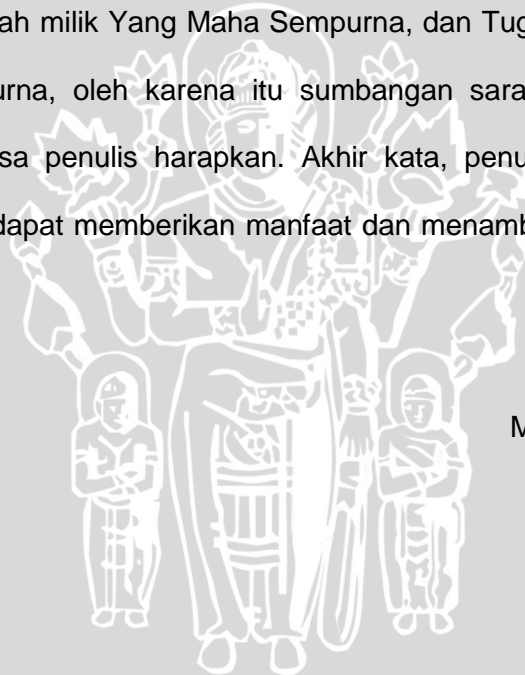 ah milik Yang Maha Sempurna, dan Tug
urna, oleh karena itu sumbangan sara
sa penulis harapkan. Akhir kata, penu
dapat memberikan manfaat dan menamb
M